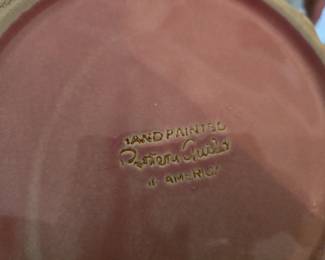 HAND PAINTED
Pottery Guild
OF AMERICA